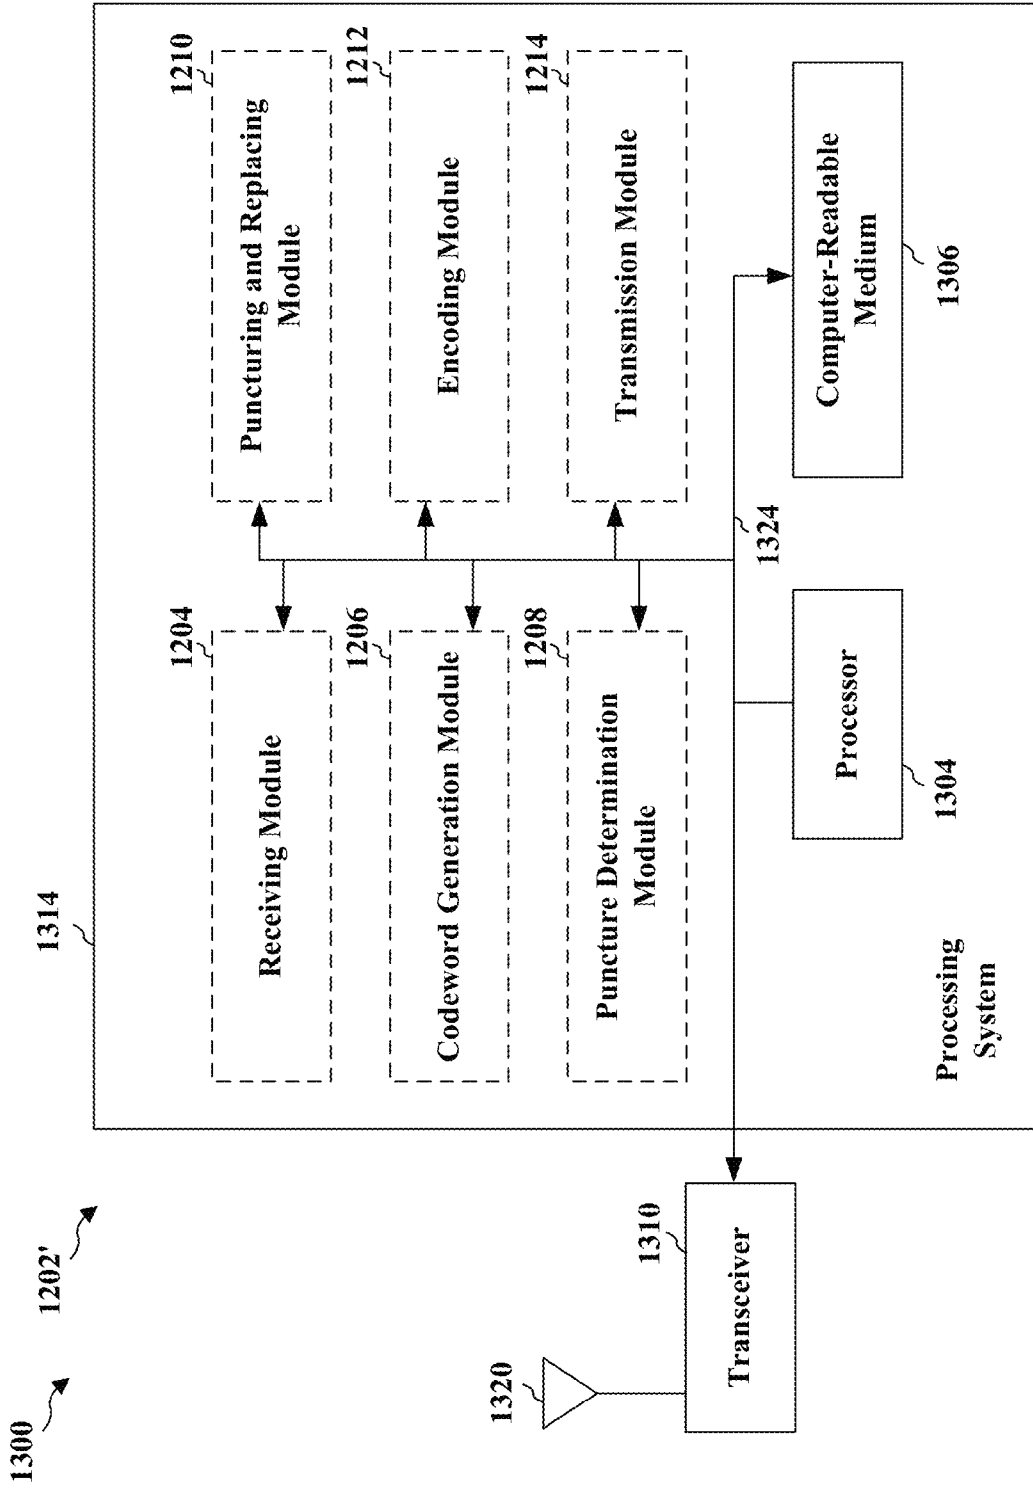 1300
1202'
1314
1204
Receiving Module
1210
Puncturing and Replacing
Module
1206
Codeword Generation Module
1212
Encoding Module
1208
Puncture Determination
Module
1214
Transmission Module
1324
1320
1310
Transceiver
Processor
1304
Computer-Readable
Medium
1306
Processing
System